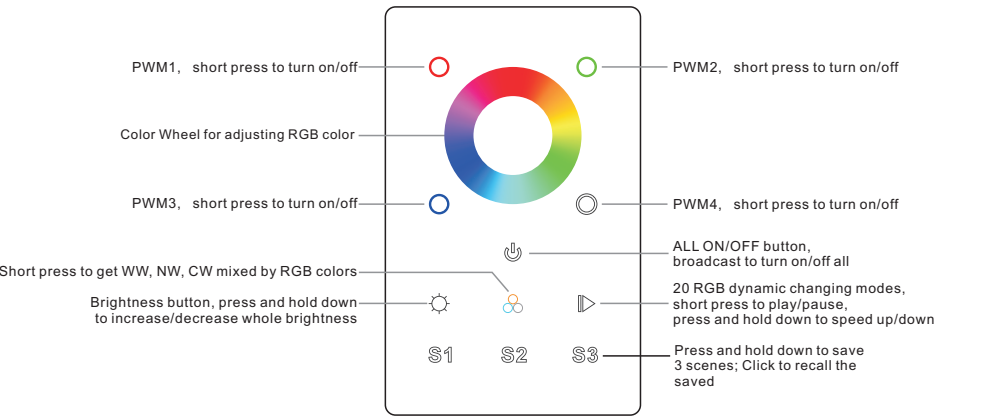 PWM1, short press to turn on/off
PWM2, short press to turn on/off
Color Wheel for adjusting RGB color
PWM3, short press to turn on/off
PWM4, short press to turn on/off
ALL ON/OFF button,
broadcast to turn on/off all
Short press to get WW, NW, CW mixed by RGB colors
Brightness button, press and hold down
to increase/decrease whole brightness
20 RGB dynamic changing modes,
short press to play/pause,
press and hold down to speed up/down
S1 S2 S3
Press and hold down to save
3 scenes; Click to recall the
saved